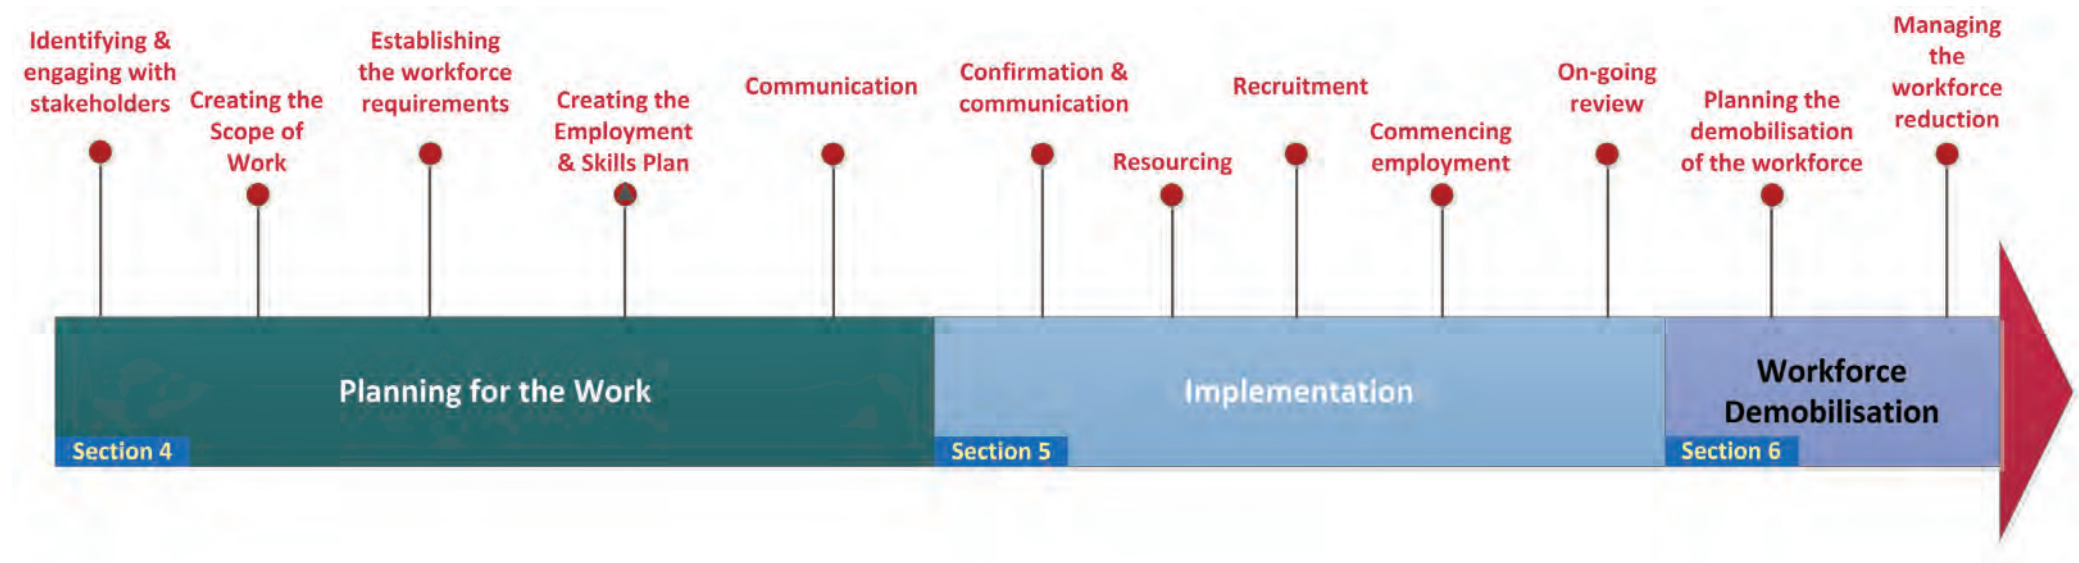 Identifying &
engaging with
stakeholders
Creating the
Scope of
Work
Establishing
the workforce
requirements
Creating the
Employment
& Skills Plan
Communication
Confirmation &
communication
Resourcing
Recruitment
Commencing
employment
On-going
review
Planning the
demobilisation
of the workforce
Managing
the
workforce
reduction
Planning for the Work
Section 4
Implementation
Section 5
Workforce
Demobilisation
Section 6